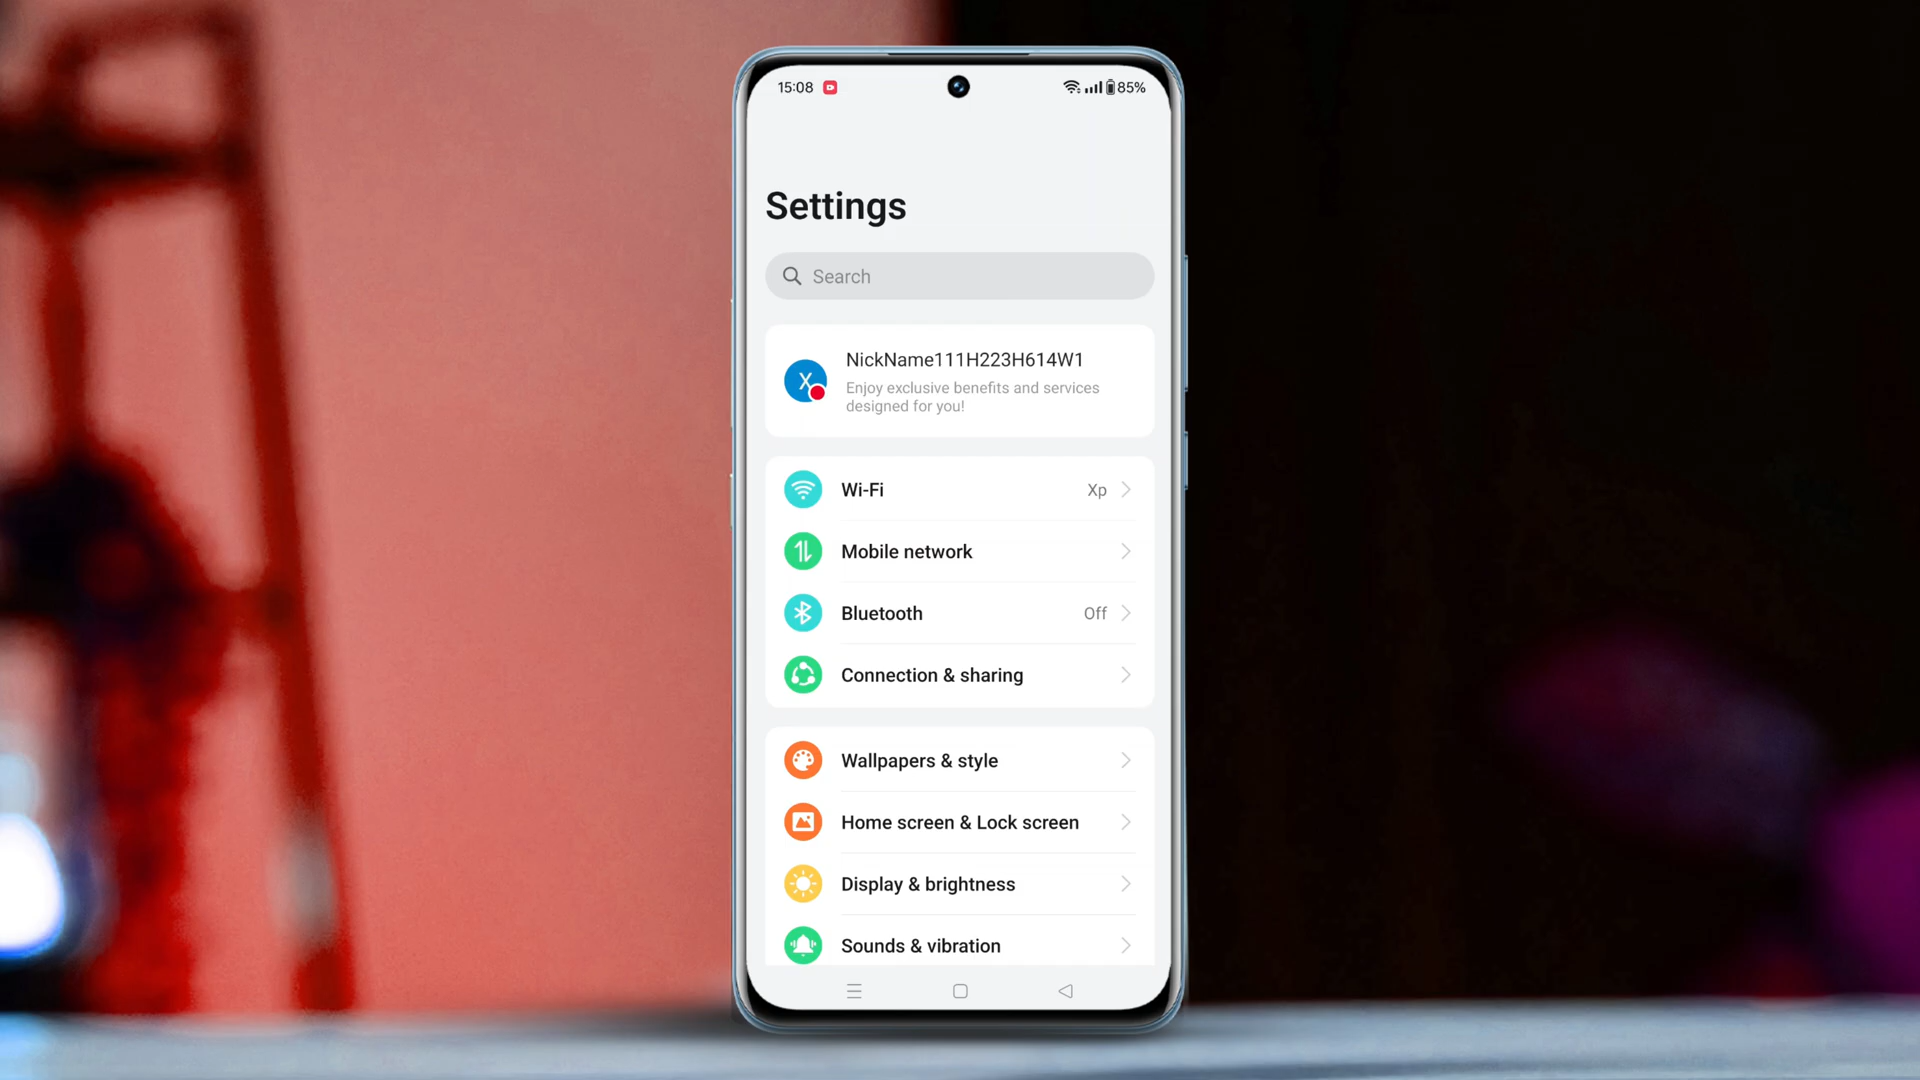 15:08 85%
Settings
Search
NickName111H223H614W1
Enjoy exclusive benefits and services
designed for you!
Wi-Fi Xp
Mobile network
Bluetooth Off
Connection & sharing
Wallpapers & style
Home screen & Lock screen
Display & brightness
Sounds & vibration